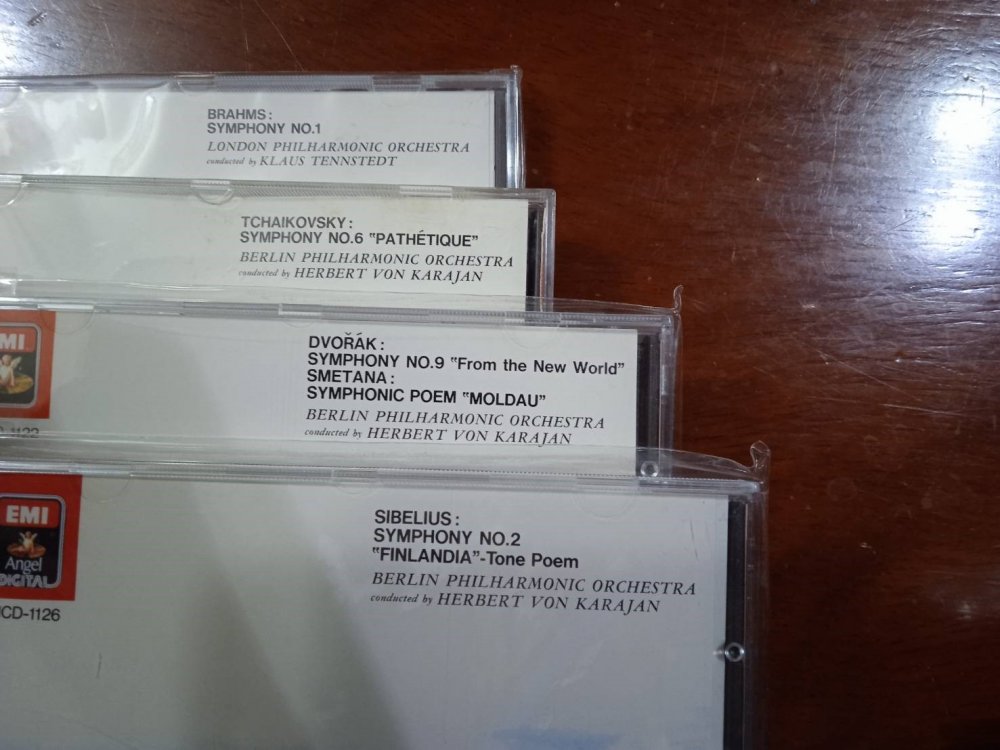 BRAHMS:
SYMPHONY NO.1
LONDON PHILHARMONIC ORCHESTRA
conducted by KLAUS TENNSTEDT
TCHAIKOVSKY:
SYMPHONY NO.6 "PATHÉTIQUE"
BERLIN PHILHARMONIC ORCHESTRA
conducted by HERBERT VON KARAJAN
MI
DVOŘÁK:
SYMPHONY NO.9 "From the New World"
SMETANA:
SYMPHONIC POEM "MOLDAU"
BERLIN PHILHARMONIC ORCHESTRA
conducted by HERBERT VON KARAJAN
EMI
Angel
DIGITAL
CD-1126
SIBELIUS:
SYMPHONY NO.2
"FINLANDIA"-Tone Poem
BERLIN PHILHARMONIC ORCHESTRA
conducted by HERBERT VON KARAJAN